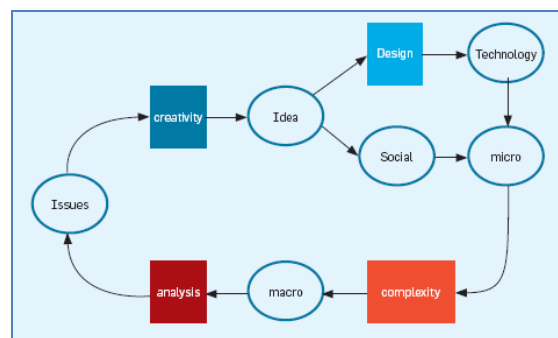 Design
Technology
creativity
Idea
Social
micro
Issues
analysis
macro
complexity